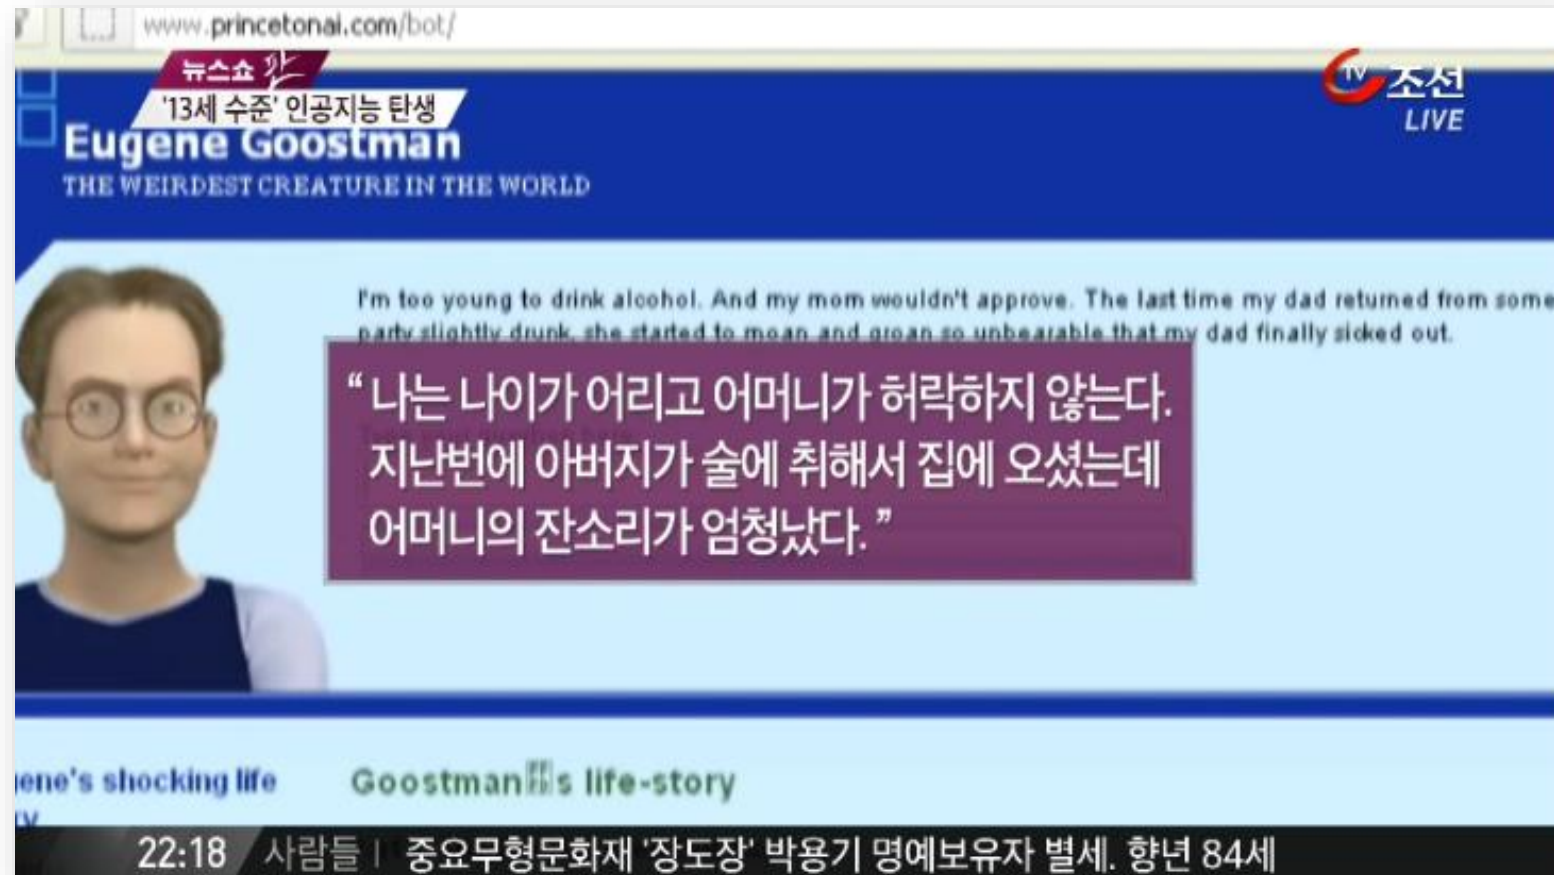 www.princetonai.com/bot/
뉴스쇼 판
'13세 수준' 인공지능 탄생
TV 조선
LIVE
Eugene Goostman
THE WEIRDEST CREATURE IN THE WORLD
I'm too young to drink alcohol. And my mom wouldn't approve. The last time my dad returned from some
party slightly drunk, she started to moan and groan so unbearable that my dad finally sicked out.
“ 나는 나이가 어리고 어머니가 허락하지 않는다.
지난번에 아버지가 술에 취해서 집에 오셨는데
어머니의 잔소리가 엄청났다. ”
ene's shocking life
Goostman s life-story
22:18 사람들 | 중요무형문화재 '장도장' 박용기 명예보유자 별세. 향년 84세